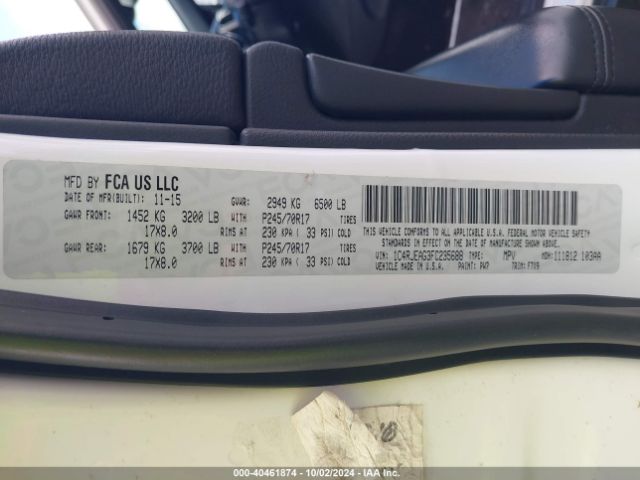 MFD BY FCA US LLC
DATE OF MFR(BUILT): 11-15 GVWR: 2949 KG 6500 LB
GAWR FRONT: 1452 KG 3200 LB WITH P245/70R17 TIRES
17X8.0 RIMS AT 230 KPA ( 33 PSI) COLD
GAWR REAR: 1679 KG 3700 LB WITH P245/70R17 TIRES
17X8.0 RIMS AT 230 KPA ( 33 PSI) COLD
THIS VEHICLE CONFORMS TO ALL APPLICABLE U.S.A. FEDERAL MOTOR VEHICLE SAFETY
STANDARDS IN EFFECT ON THE DATE OF MANUFACTURE SHOWN ABOVE.
VIN: 1C4RJEAG3FC235688 TYPE: MPV MDH: 111812 103AA
VEHICLE MADE IN U.S.A. PAINT: PW7 TRIM:
000-40461874 - 10/02/2024 - IAA Inc.